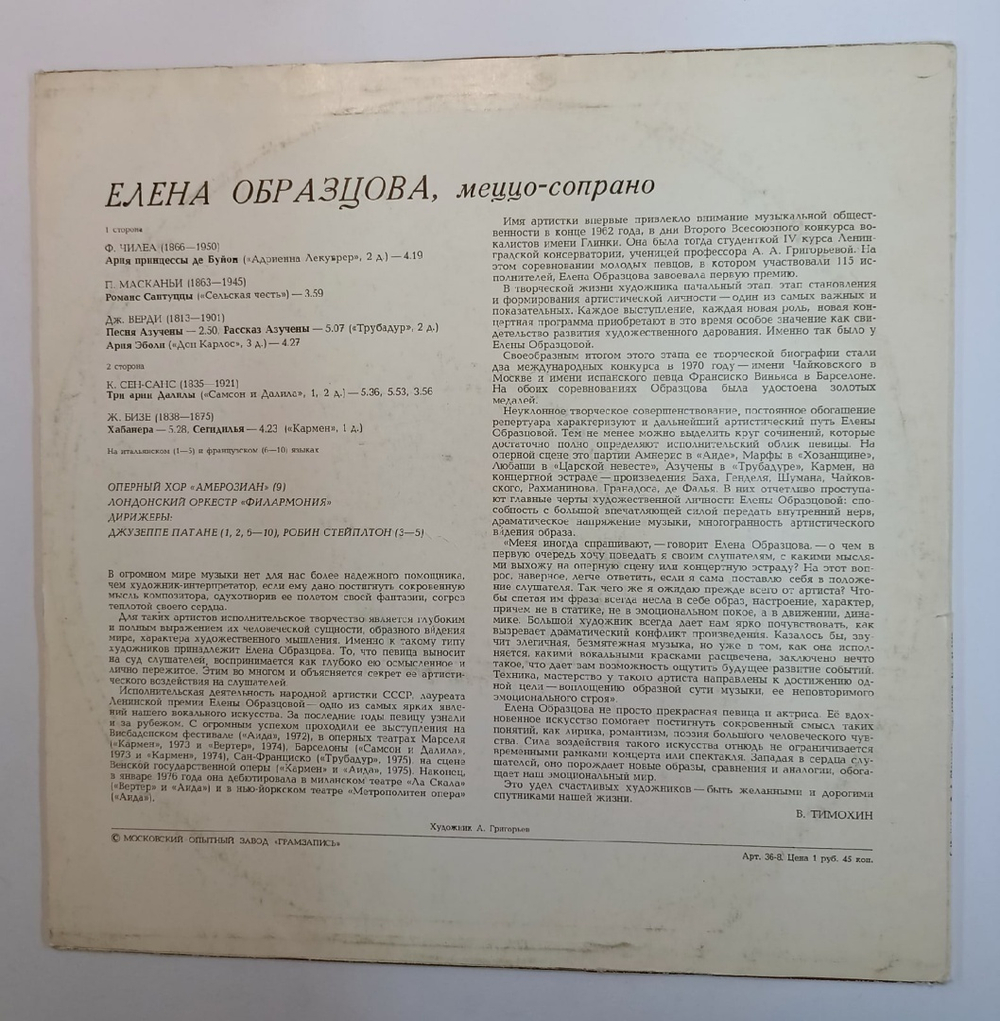 ЕЛЕНА ОБРАЗЦОВА, меццо-сопрано
1 сторона
Ф. ЧИЛЕА (1866—1950)
Ария принцессы де Буйон («Адриенна Лекуврер», 2 д.) — 4.19
П. МАСКАНЬИ (1863—1945)
Романс Сантуццы («Сельская честь») — 3.59
Дж. ВЕРДИ (1813—1901)
Песня Азучены — 2.50, Рассказ Азучены — 5.07 («Трубадур», 2 д.)
Ария Эболи («Дон Карлос», 3 д.) — 4.27
2 сторона
К. СЕН-САНС (1835—1921)
Три арии Далилы («Самсон и Далила», 1, 2 д.) — 5.36, 5.53, 3.56
Ж. БИЗЕ (1838—1875)
Хабанера — 5.28, Сегидилья — 4.23 («Кармен», 1 д.)
На итальянском (1—5) и французском (6—10) языках
ОПЕРНЫЙ ХОР «АМБРОЗИАН» (9)
ЛОНДОНСКИЙ ОРКЕСТР «ФИЛАРМОНИЯ»
ДИРИЖЕРЫ:
ДЖУЗЕППЕ ПАТАНЕ (1, 2, 6—10), РОБИН СТЕЙПЛТОН (3—5)
В огромном мире музыки нет для нас более надежного помощника,
чем художник-интерпретатор, если ему дано постигнуть сокровенную
мысль композитора, одухотворив ее полетом своей фантазии, согрев
теплотой своего сердца.
Для таких артистов исполнительское творчество является глубоким
и полным выражением их человеческой сущности, образного видения
мира, характера художественного мышления. Именно к такому типу
художников принадлежит Елена Образцова. То, что певица выносит
на суд слушателей, воспринимается как глубоко ею осмысленное и
лично пережитое. Этим во многом и объясняется секрет ее артисти-
ческого воздействия на слушателей.
Исполнительская деятельность народной артистки СССР, лауреата
Ленинской премии Елены Образцовой — одно из самых ярких явле-
ний нашего вокального искусства. За последние годы певицу узнали
и за рубежом. С огромным успехом проходили ее выступления на
Висбаденском фестивале («Аида», 1972), в оперных театрах Марселя
(«Кармен», 1973 и «Вертер», 1974), Барселоны («Самсон и Далила»,
1973 и «Кармен», 1974), Сан-Франциско («Трубадур», 1975). на сцене
Венской государственной оперы («Кармен» и «Аида», 1975). Наконец,
в январе 1976 года она дебютировала в миланском театре «Ла Скала»
(«Вертер» и «Аида») и в нью-йоркском театре «Метрополитен опера»
(«Аида»).
Имя артистки впервые привлекло внимание музыкальной общест-
венности в конце 1962 года, в дни Второго Всесоюзного конкурса во-
калистов имени Глинки. Она была тогда студенткой IV курса Ленин-
градской консерватории, ученицей профессора А. А. Григорьевой. На
этом соревновании молодых певцов, в котором участвовали 115 ис-
полнителей, Елена Образцова завоевала первую премию.
В творческой жизни художника начальный этап, этап становления
и формирования артистической личности — один из самых важных и
показательных. Каждое выступление, каждая новая роль, новая кон-
цертная программа приобретают в это время особое значение как сви-
детельство развития художественного дарования. Именно так было у
Елены Образцовой.
Своеобразным итогом этого этапа ее творческой биографии стали
два международных конкурса в 1970 году — имени Чайковского в
Москве и имени испанского певца Франсиско Виньяса в Барселоне.
На обоих соревнованиях Образцова была удостоена золотых
медалей.
Неуклонное творческое совершенствование, постоянное обогащение
репертуара характеризуют и дальнейший артистический путь Елены
Образцовой. Тем не менее можно выделить круг сочинений, которые
достаточно полно определяют исполнительский облик певицы. На
оперной сцене это партии Амнерис в «Аиде», Марфы в «Хованщине»,
Любаши в «Царской невесте», Азучены в «Трубадуре», Кармен, на
концертной эстраде — произведения Баха, Генделя, Шумана, Чайков-
ского, Рахманинова, Гранадоса, де Фалья. В них отчетливо проступа-
ют главные черты художественной личности Елены Образцовой: спо-
собность с большой впечатляющей силой передать внутренний нерв,
драматическое напряжение музыки, многогранность артистического
видения образа.
«Меня иногда спрашивают, — говорит Елена Образцова. — о чем в
первую очередь хочу поведать я своим слушателям, с какими мысля-
ми выхожу на оперную сцену или концертную эстраду? На этот воп-
рос, наверное, легче ответить, если я сама поставлю себя в положе-
ние слушателя. Так чего же я ожидаю прежде всего от артиста? Что-
бы спетая им фраза всегда несла в себе образ, настроение, характер,
причем не в статике, не в эмоциональном покое, а в движении, дина-
мике. Большой художник всегда дает нам ярко почувствовать, как
вызревает драматический конфликт произведения. Казалось бы, зву-
чит элегичная, безмятежная музыка, но уже в том, как она испол-
няется, какими вокальными красками расцвечена, заключено нечто
такое, что дает вам возможность ощутить будущее развитие событий.
Техника, мастерство у такого артиста направлены к достижению од-
ной цели — воплощению образной сути музыки, ее неповторимого
эмоционального строя».
Елена Образцова не просто прекрасная певица и актриса. Её вдох-
новенное искусство помогает постигнуть сокровенный смысл таких
понятий, как лирика, романтизм, поэзия большого человеческого чув-
ства. Сила воздействия такого искусства отнюдь не ограничивается
временными рамками концерта или спектакля. Западая в сердца слу-
шателей, оно порождает новые образы, сравнения и аналогии, обога-
щает наш эмоциональный мир.
Это удел счастливых художников — быть желанными и дорогими
спутниками нашей жизни.
В. ТИМОХИН
Художник А. Григорьев
© МОСКОВСКИЙ ОПЫТНЫЙ ЗАВОД «ГРАМЗАПИСЬ»
Арт. 36-8. Цена 1 руб. 45 коп.